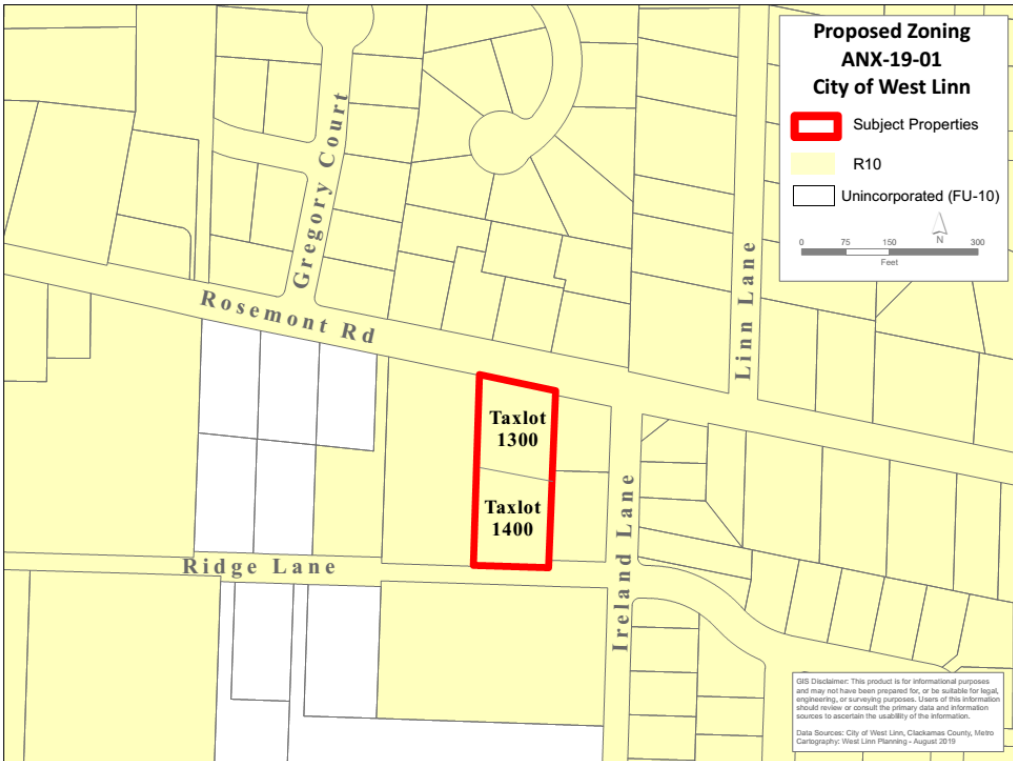 Proposed Zoning
ANX-19-01
City of West Linn
Subject Properties
R10
Unincorporated (FU-10)
N
0 75 150 300
Feet
Gregory Court
Linn Lane
Rosemont Rd
Taxlot
1300
Taxlot
1400
Ireland Lane
Ridge Lane
GIS Disclaimer: This product is for informational purposes
and may not have been prepared for, or be suitable for legal,
engineering, or surveying purposes. Users of this information
should review or consult the primary data and information
sources to ascertain the usability of the information.
Data Sources: City of West Linn, Clackamas County, Metro
Cartography: West Linn Planning - August 2019